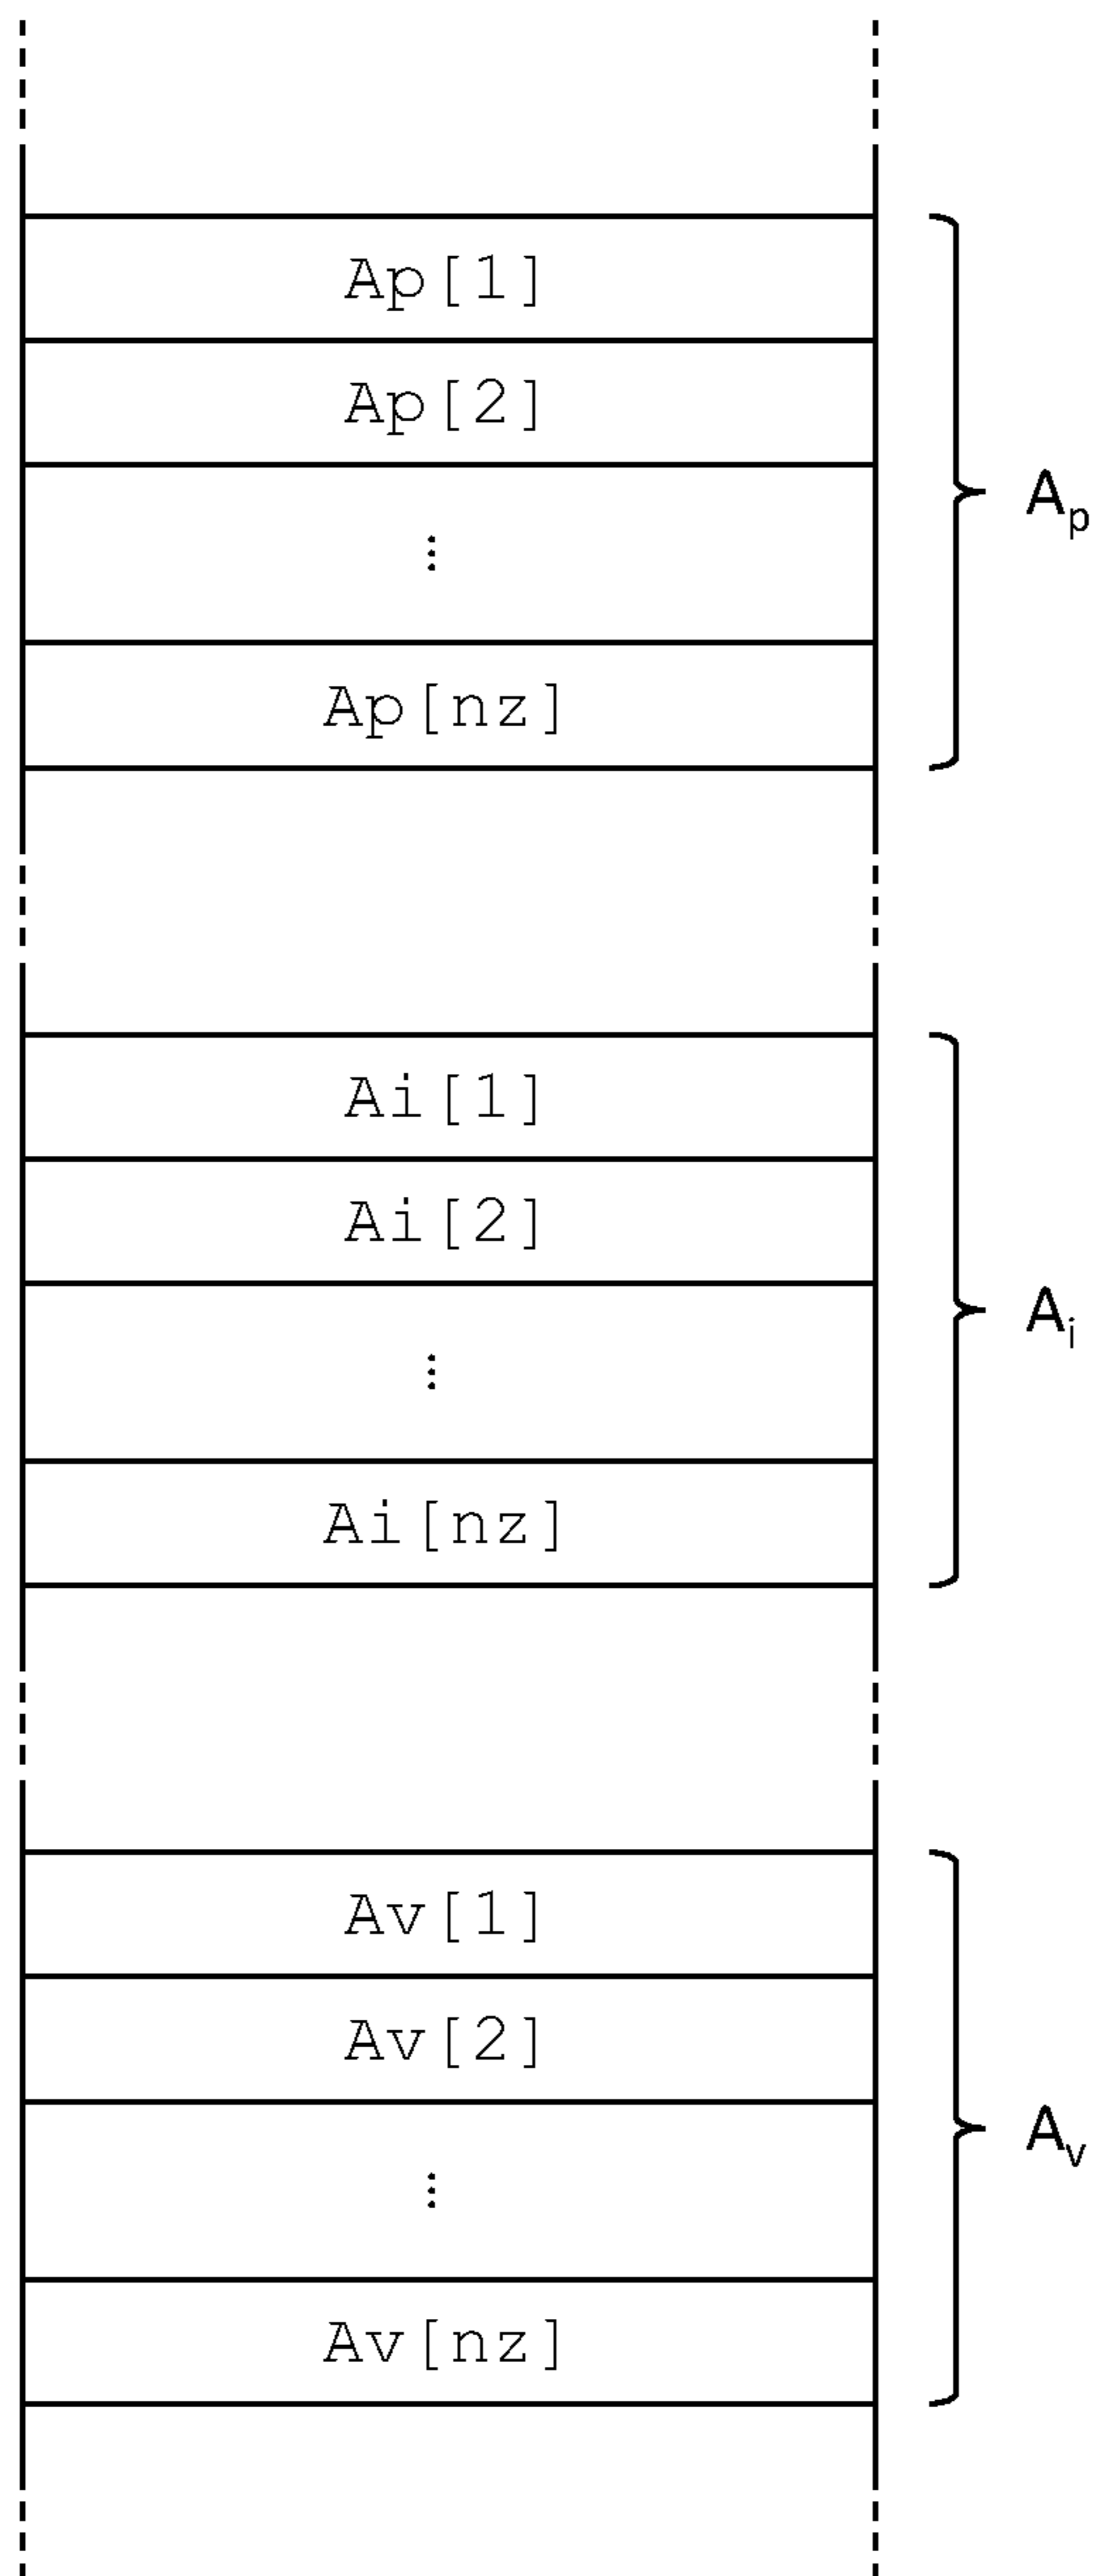 Ap[1]
Ap[2]
⋮
Ap[nz]
Ap
Ai[1]
Ai[2]
⋮
Ai[nz]
Ai
Av[1]
Av[2]
⋮
Av[nz]
Av